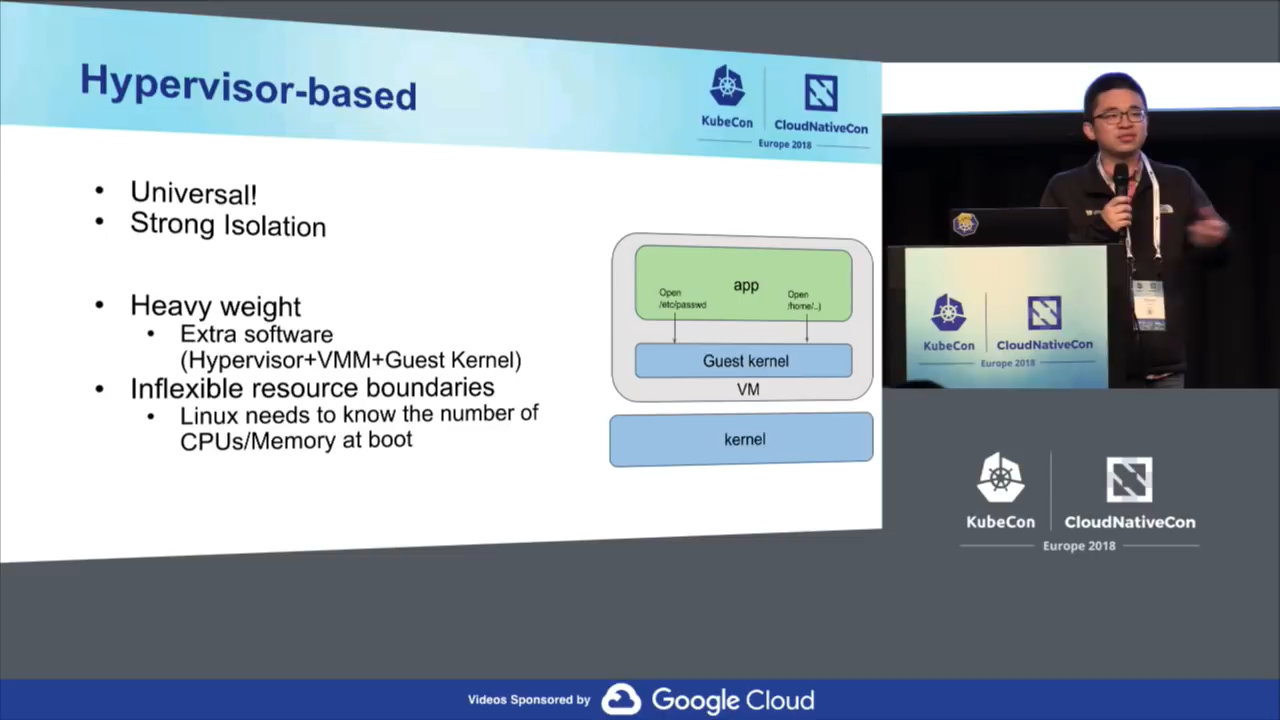 Hypervisor-based
KubeCon
CloudNativeCon
Europe 2018
• Universal!
• Strong Isolation
• Heavy weight
• Extra software
(Hypervisor+VMM+Guest Kernel)
• Inflexible resource boundaries
• Linux needs to know the number of
CPUs/Memory at boot
app
Open
/etc/passwd
Open
/home/..)
Guest kernel
VM
kernel
KubeCon
CloudNativeCon
Europe 2018
KubeCon
CloudNativeCon
Europe 2018
Videos Sponsored by
Google Cloud